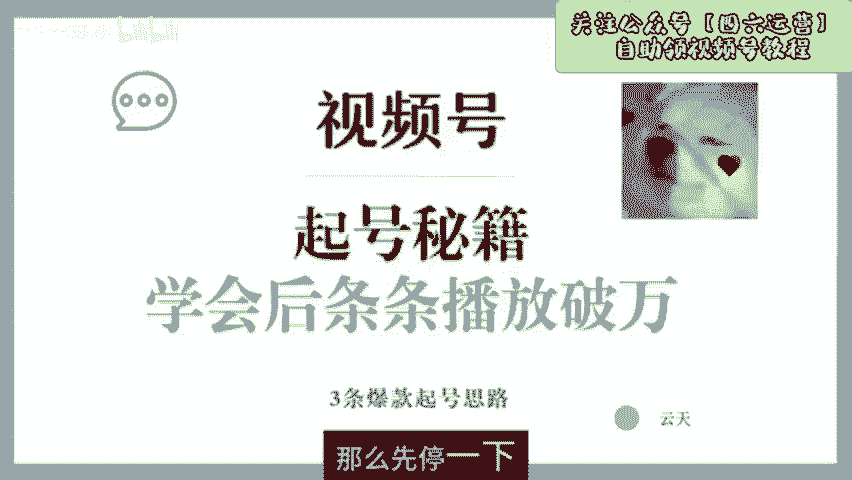 关注公众号【四六运营】
自助领视频号教程
视频号
起号秘籍
学会后条条播放破万
3条爆款起号思路
云天
那么先停一下